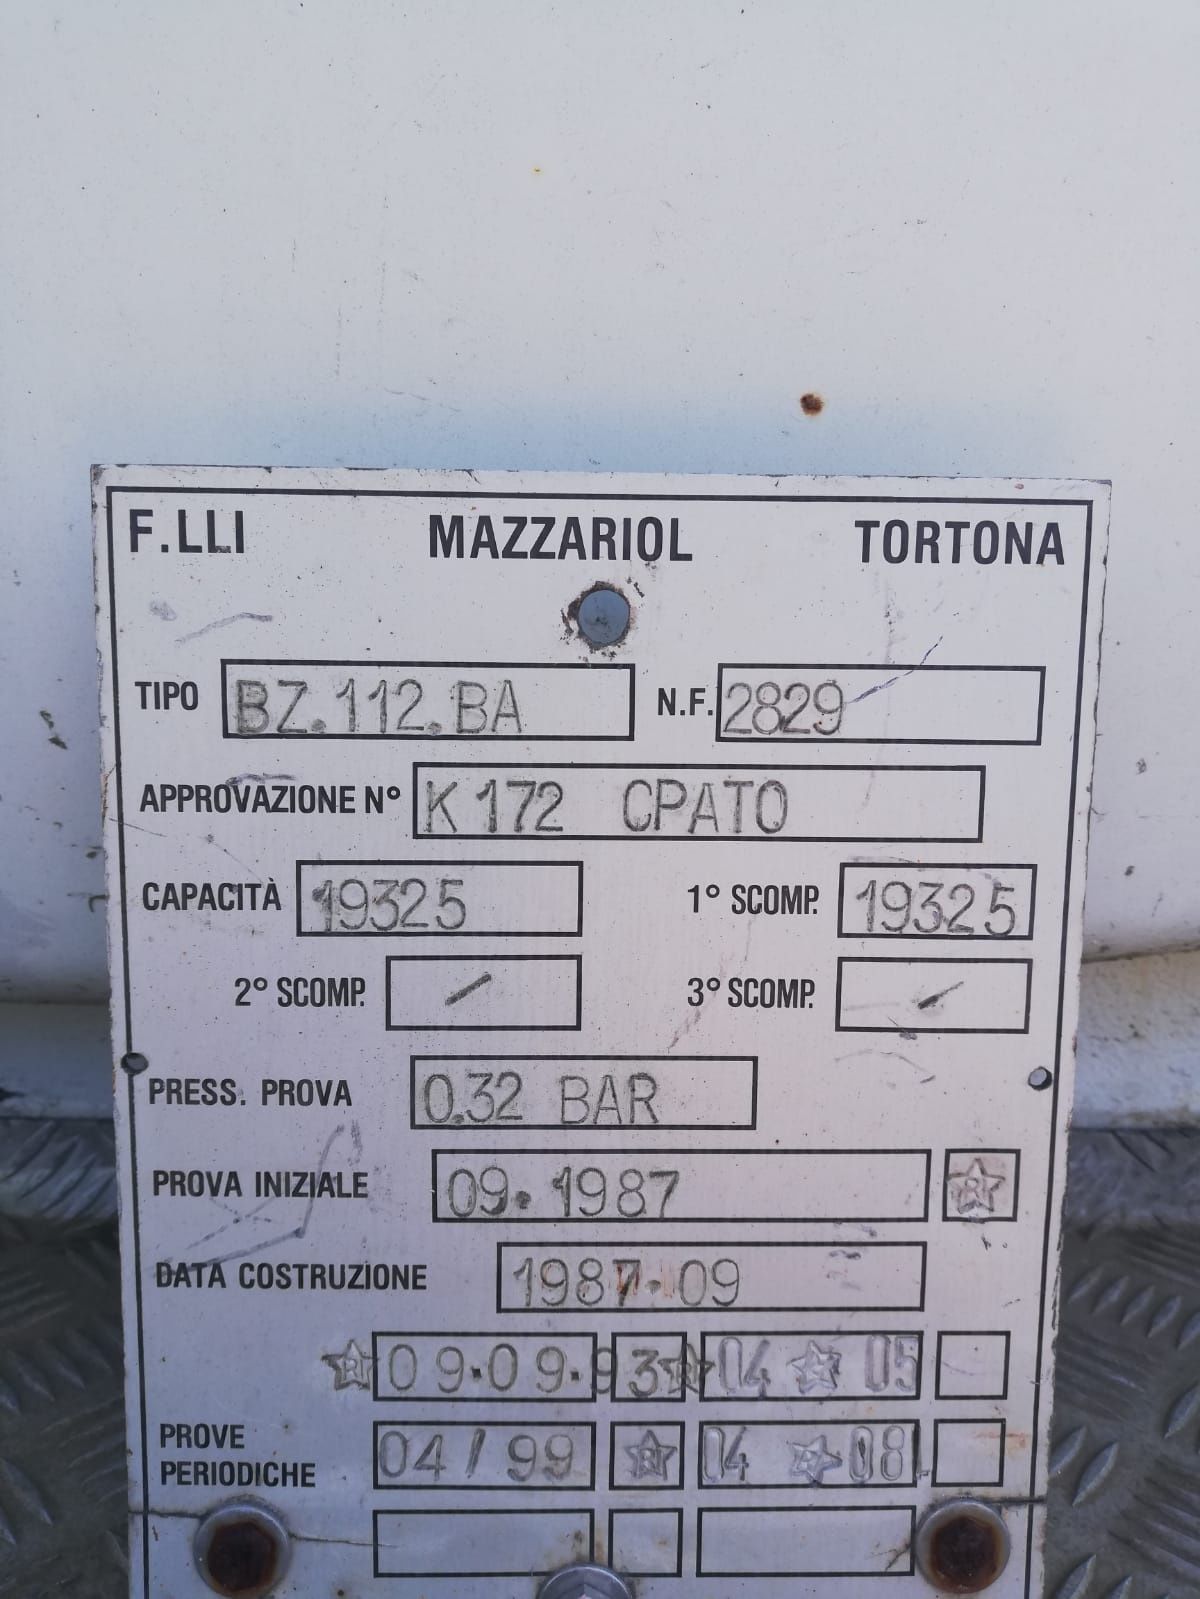 F.LLI MAZZARIOL TORTONA
TIPO BZ.112.BA N.F. 2829
APPROVAZIONE N° K172 CPATO
CAPACITÀ 19325 1° SCOMP. 19325
2° SCOMP. / 3° SCOMP. /
PRESS. PROVA 0.32 BAR
PROVA INIZIALE 09.1987
DATA COSTRUZIONE 1987.09
09.09.93 04 05
PROVE PERIODICHE 04/99 04 08